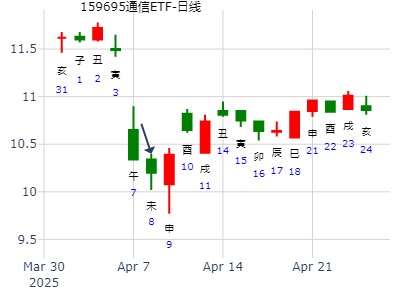 159695通信ETF-日线
11.5
11
10.5
10
9.5
亥
31
子
1
丑
2
寅
3
午
7
未
8
申
9
酉
10
戌
11
丑
14
寅
15
卯
16
辰
17
巳
18
申
21
酉
22
戌
23
亥
24
Mar 30
2025
Apr 7
Apr 14
Apr 21